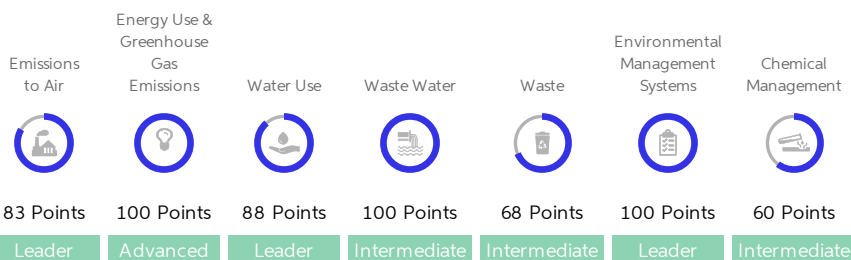 Emissions
to Air
Energy Use &
Greenhouse
Gas
Emissions
Water Use
Waste Water
Waste
Environmental
Management
Systems
Chemical
Management
83 Points
100 Points
88 Points
100 Points
68 Points
100 Points
60 Points
Leader
Advanced
Leader
Intermediate
Intermediate
Leader
Intermediate